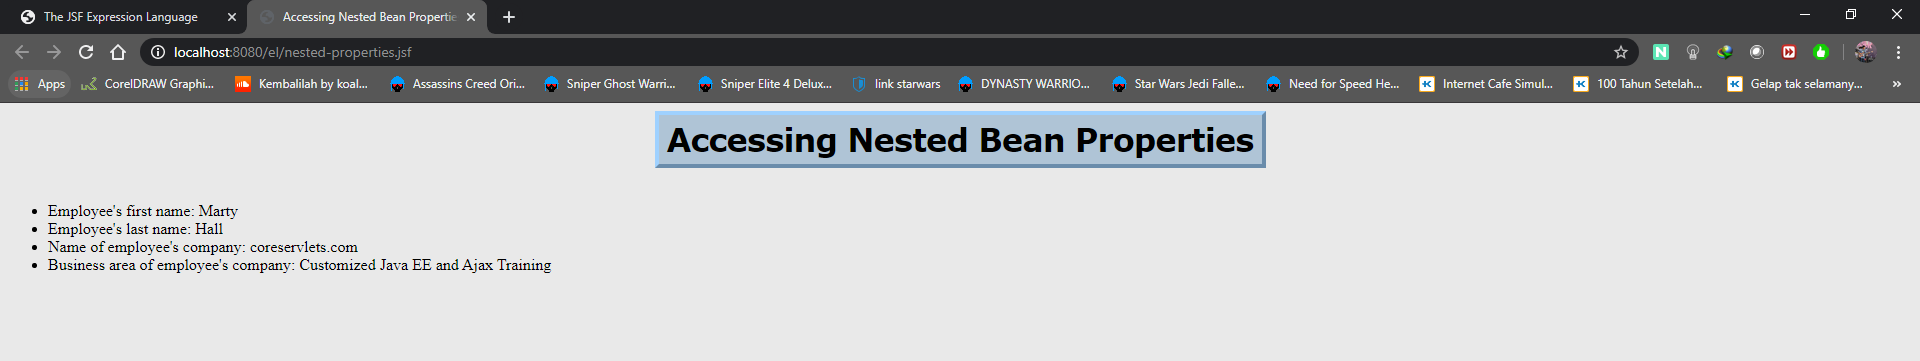 The JSF Expression Language
Accessing Nested Bean Propertie
localhost:8080/el/nested-properties.jsf
Apps CorelDRAW Graphi... Kembalilah by koal... Assassins Creed Ori... Sniper Ghost Warri... Sniper Elite 4 Delux... link starwars DYNASTY WARRIO... Star Wars Jedi Falle... Need for Speed He... Internet Cafe Simul... 100 Tahun Setelah... Gelap tak selamany... »
Accessing Nested Bean Properties
• Employee's first name: Marty
• Employee's last name: Hall
• Name of employee's company: coreservlets.com
• Business area of employee's company: Customized Java EE and Ajax Training